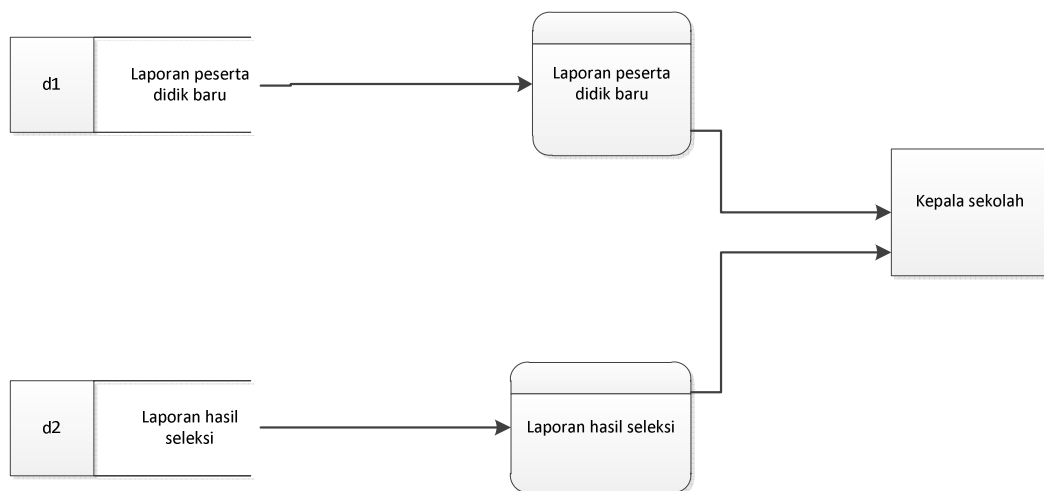 d1
Laporan peserta
didik baru
Laporan peserta
didik baru
Kepala sekolah
d2
Laporan hasil
seleksi
Laporan hasil seleksi